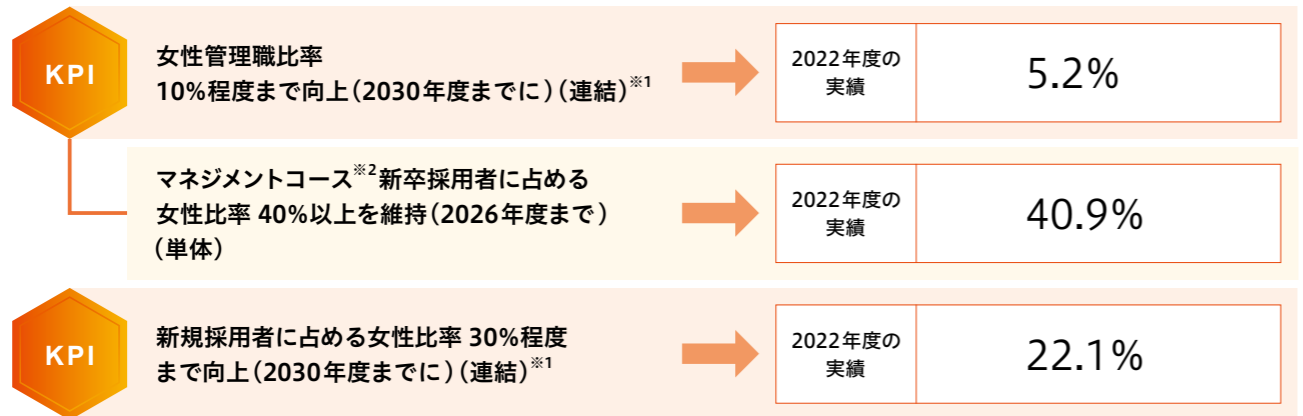 KPI
女性管理職比率
10%程度まで向上(2030年度までに)(連結)※1
2022年度の
実績
5.2%
マネジメントコース※2新卒採用者に占める
女性比率 40%以上を維持(2026年度まで)
(単体)
2022年度の
実績
40.9%
KPI
新規採用者に占める女性比率 30%程度
まで向上(2030年度までに)(連結)※1
2022年度の
実績
22.1%